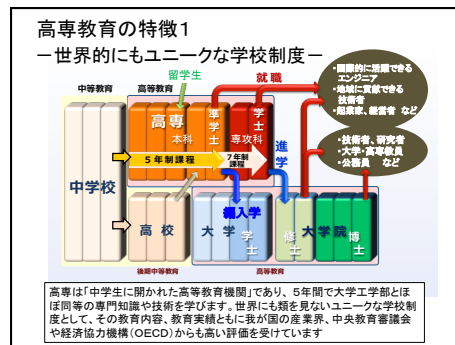 高専教育の特徴1
－世界的にもユニークな学校制度－
留学生
就職
中等教育
高等教育
・国際的に活躍できる
エンジニア
・地域に貢献できる
技術者
・起業家、経営者 など
高専
本科
準学士
学士
専攻科
5年制課程
7年制
課程
進学
・技術者、研究者
・大学・高専教員
・公務員 など
中学校
編入学
高校
大学
学士
修士
大学院
博士
後期中等教育
高等教育
高専は「中学生に開かれた高等教育機関」であり、5年間で大学工学部とほ
ぼ同等の専門知識や技術を学びます。世界にも類を見ないユニークな学校制
度として、その教育内容、教育実績ともに我が国の産業界、中央教育審議会
や経済協力機構(OECD)からも高い評価を受けています